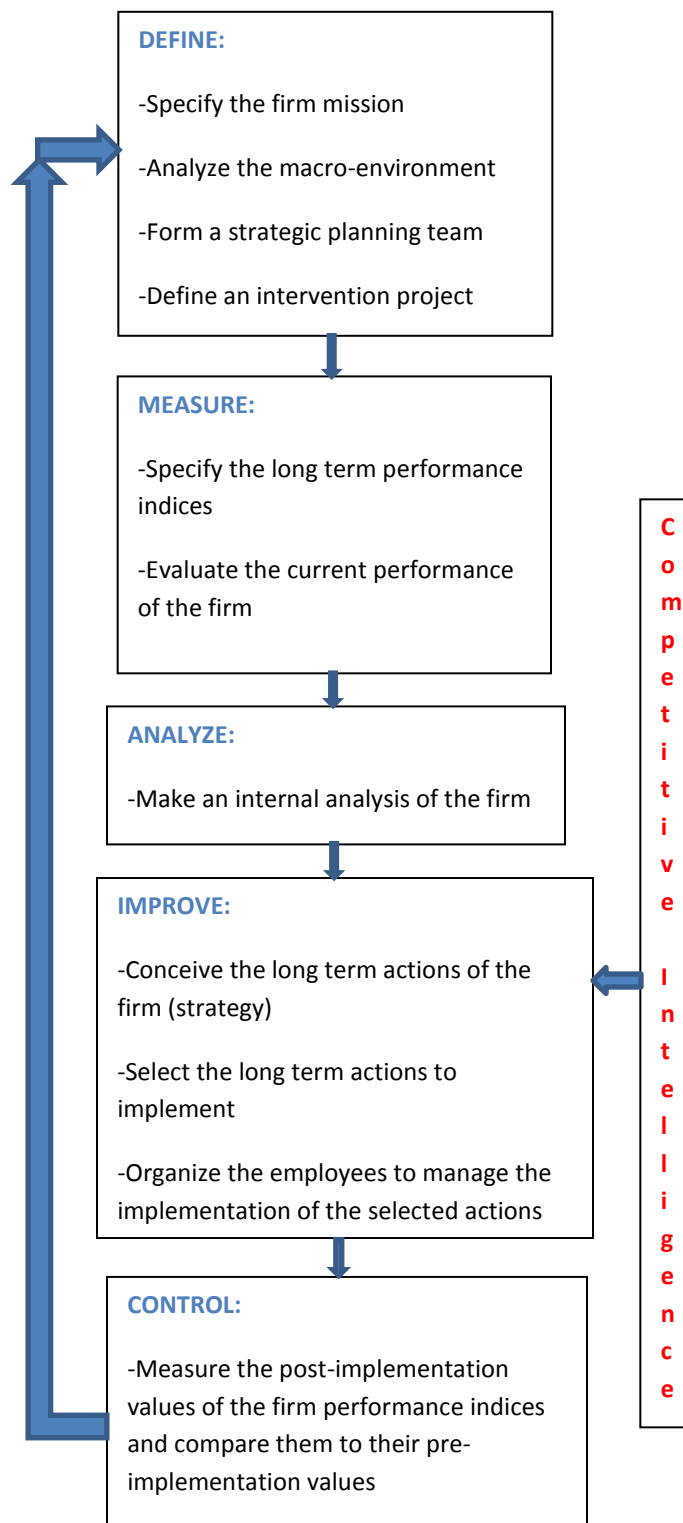 DEFINE:
-Specify the firm mission
-Analyze the macro-environment
-Form a strategic planning team
-Define an intervention project
MEASURE:
-Specify the long term performance
indices
-Evaluate the current performance
of the firm
ANALYZE:
-Make an internal analysis of the firm
IMPROVE:
-Conceive the long term actions of the
firm (strategy)
-Select the long term actions to
implement
-Organize the employees to manage the
implementation of the selected actions
CONTROL:
-Measure the post-implementation
values of the firm performance indices
and compare them to their pre-
implementation values
Competitive Intelligence